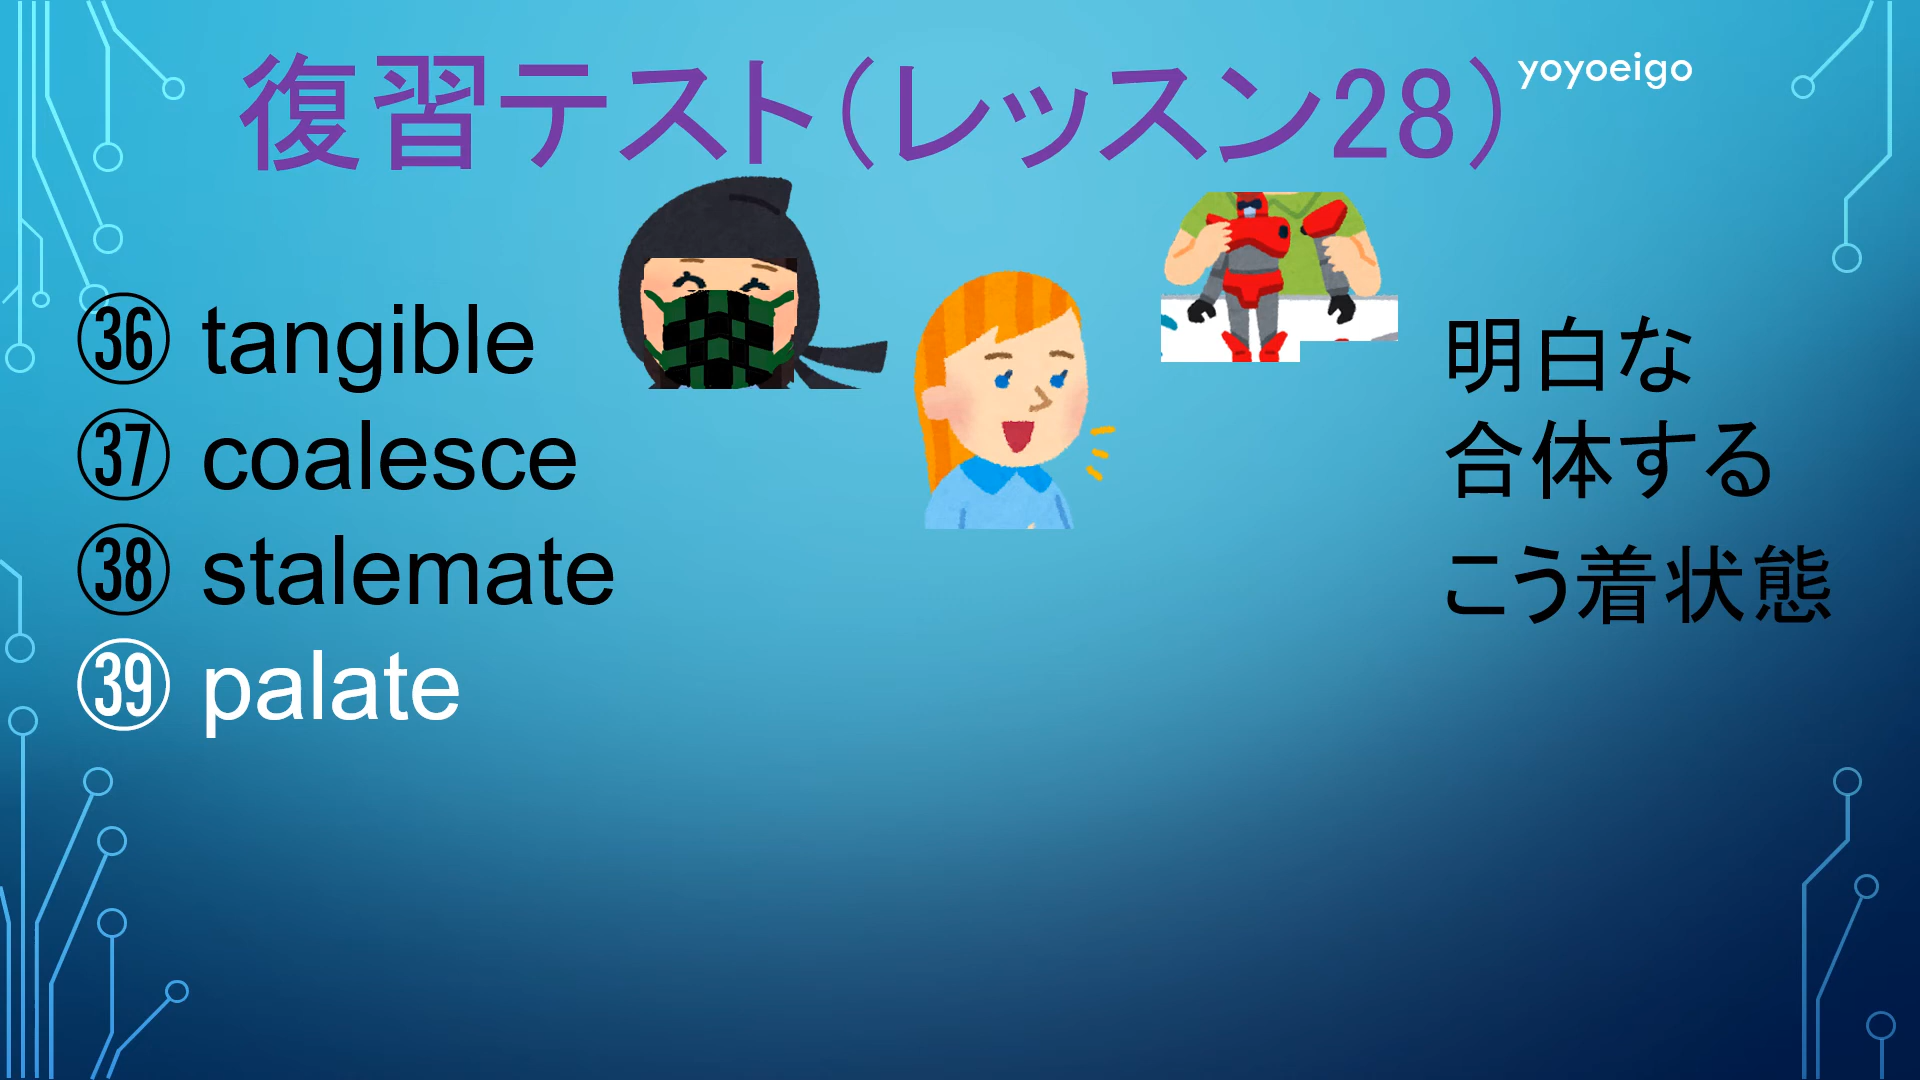 復習テスト（レッスン28）
yoyoeigo
㊱ tangible 明白な
㊲ coalesce 合体する
㊳ stalemate こう着状態
㊴ palate